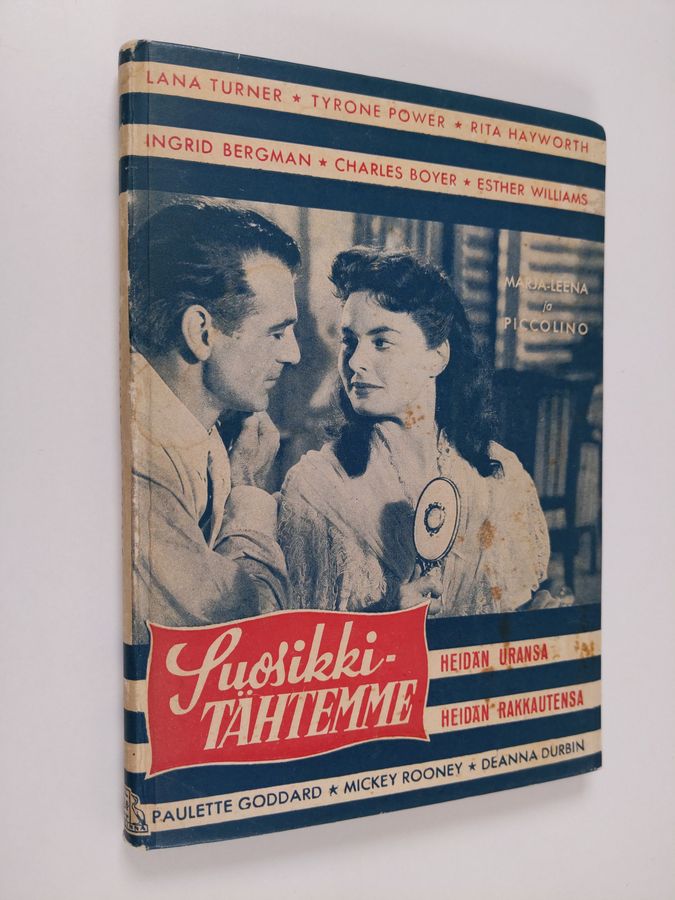 LANA TURNER ★ TYRONE POWER ★ RITA HAYWORTH
INGRID BERGMAN ★ CHARLES BOYER ★ ESTHER WILLIAMS
MARJA-LEENA
ja
PICCOLINO
Suosikki-
TÄHTEMME
HEIDÄN URANSA
HEIDÄN RAKKAUTENSA
PAULETTE GODDARD ★ MICKEY ROONEY ★ DEANNA DURBIN